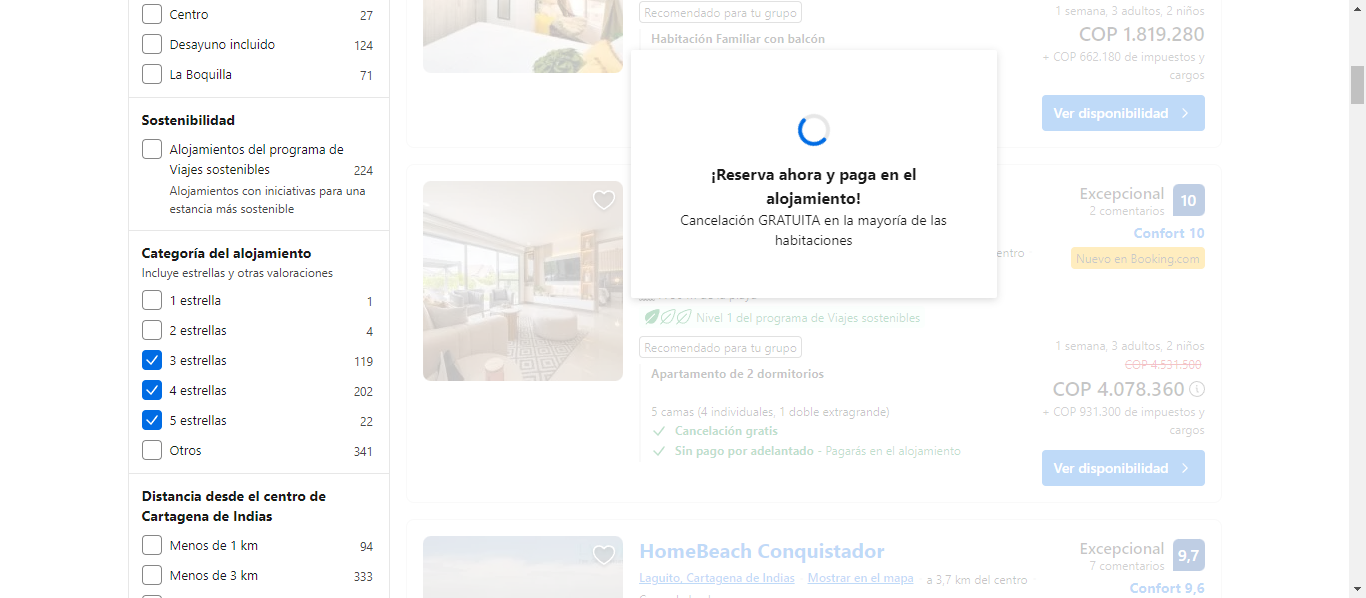 Centro 27
Desayuno incluido 124
La Boquilla 71
Sostenibilidad
Alojamientos del programa de
Viajes sostenibles 224
Alojamientos con iniciativas para una
estancia más sostenible
Categoría del alojamiento
Incluye estrellas y otras valoraciones
1 estrella 1
2 estrellas 4
3 estrellas 119
4 estrellas 202
5 estrellas 22
Otros 341
Distancia desde el centro de
Cartagena de Indias
Menos de 1 km 94
Menos de 3 km 333
Recomendado para tu grupo
Habitación Familiar con balcón
1 semana, 3 adultos, 2 niños
COP 1.819.280
+ COP 662.180 de impuestos y
cargos
Ver disponibilidad
¡Reserva ahora y paga en el
alojamiento!
Cancelación GRATUITA en la mayoría de las
habitaciones
Excepcional 10
2 comentarios
Confort 10
Nuevo en Booking.com
entro
Nivel 1 del programa de Viajes sostenibles
Recomendado para tu grupo
Apartamento de 2 dormitorios
5 camas (4 individuales, 1 doble extragrande)
Cancelación gratis
Sin pago por adelantado - Pagarás en el alojamiento
1 semana, 3 adultos, 2 niños
COP 4.531.500
COP 4.078.360
+ COP 931.300 de impuestos y
cargos
Ver disponibilidad
HomeBeach Conquistador
Laguito, Cartagena de Indias Mostrar en el mapa a 3,7 km del centro
Excepcional 9,7
7 comentarios
Confort 9,6